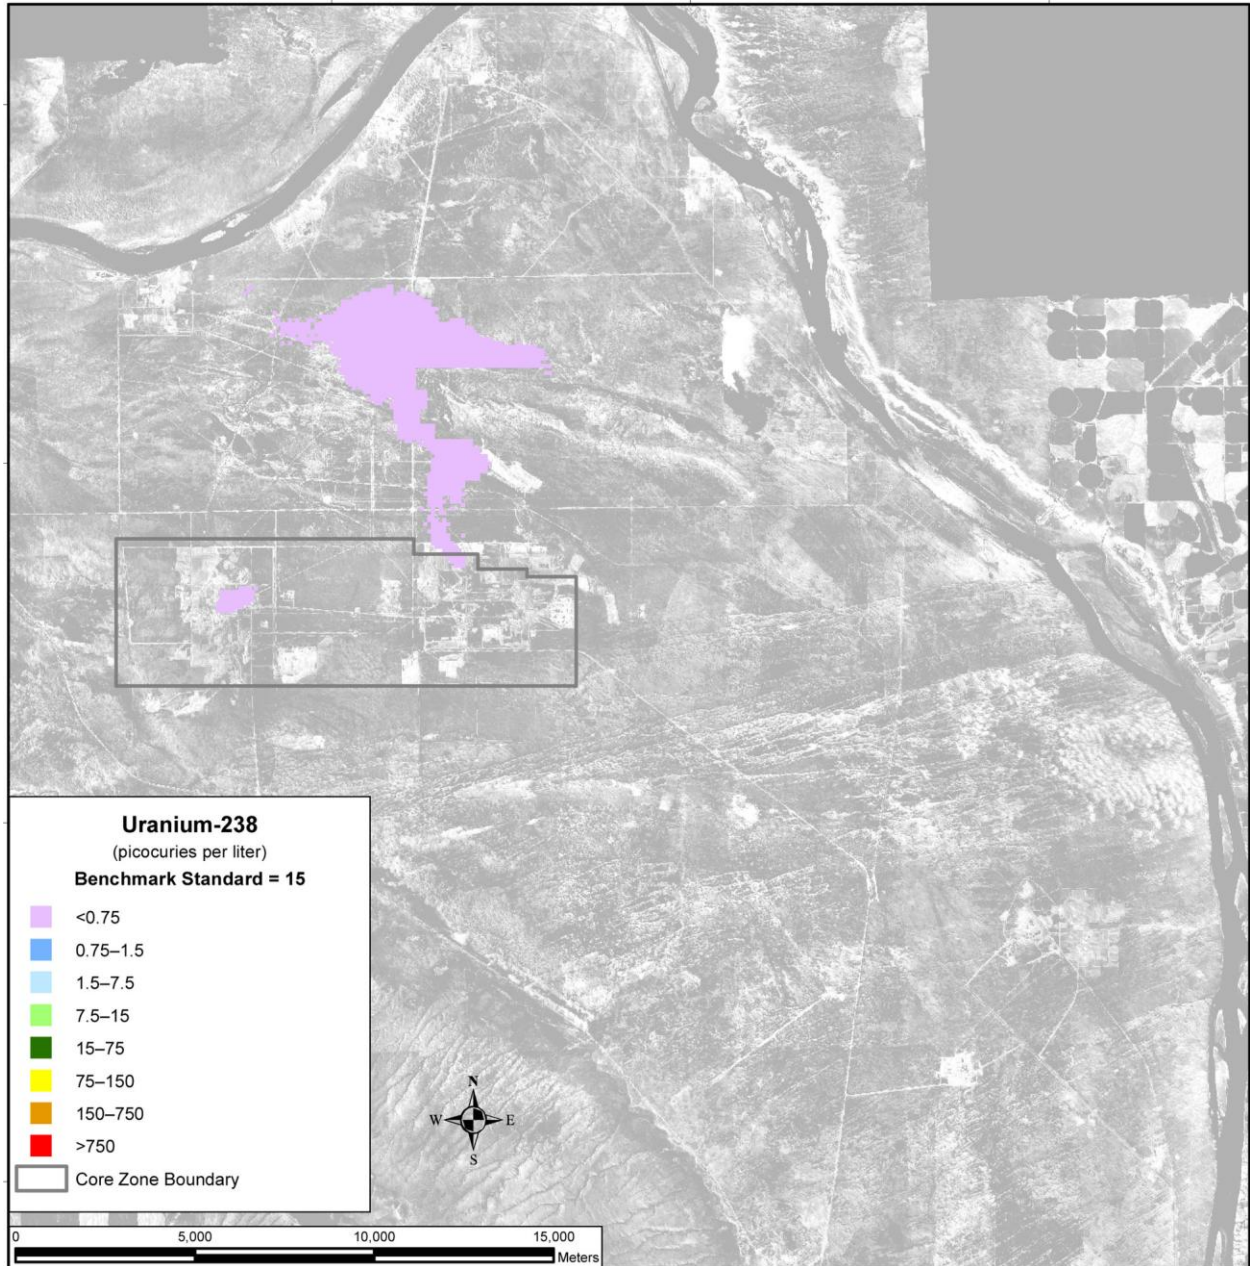 Uranium-238
(picocuries per liter)
Benchmark Standard = 15
<0.75
0.75–1.5
1.5–7.5
7.5–15
15–75
75–150
150–750
>750
Core Zone Boundary
N
W E
S
0 5,000 10,000 15,000
Meters